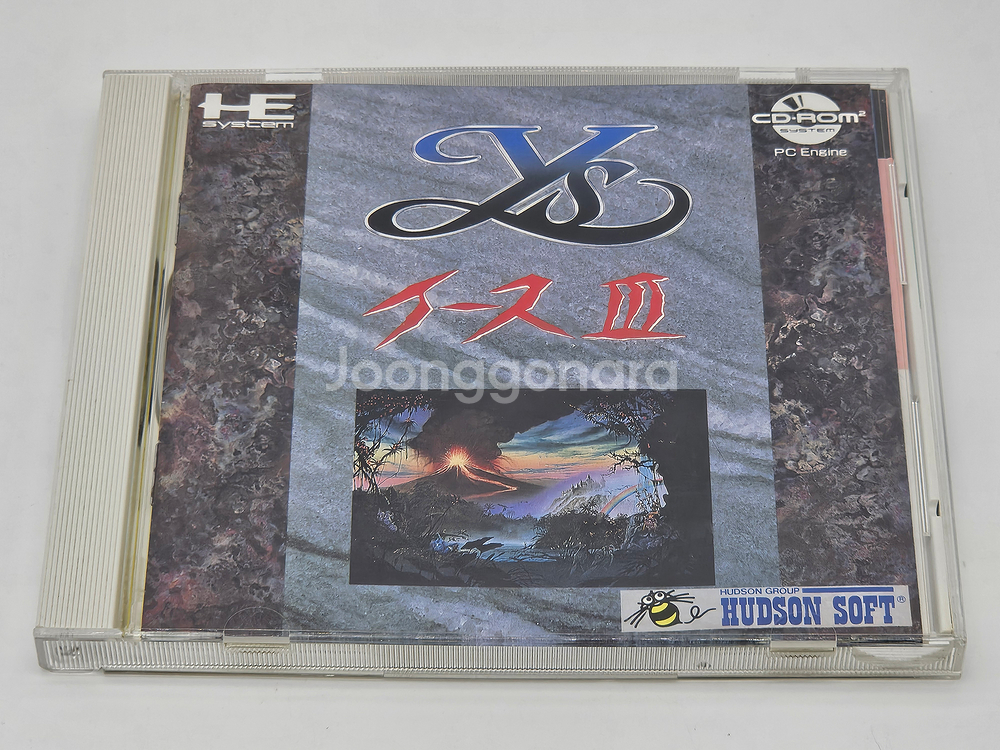 HE
system
CD-ROM²
SYSTEM
PC Engine
Ys
イース III
Joonggonara
HUDSON GROUP
HUDSON SOFT®